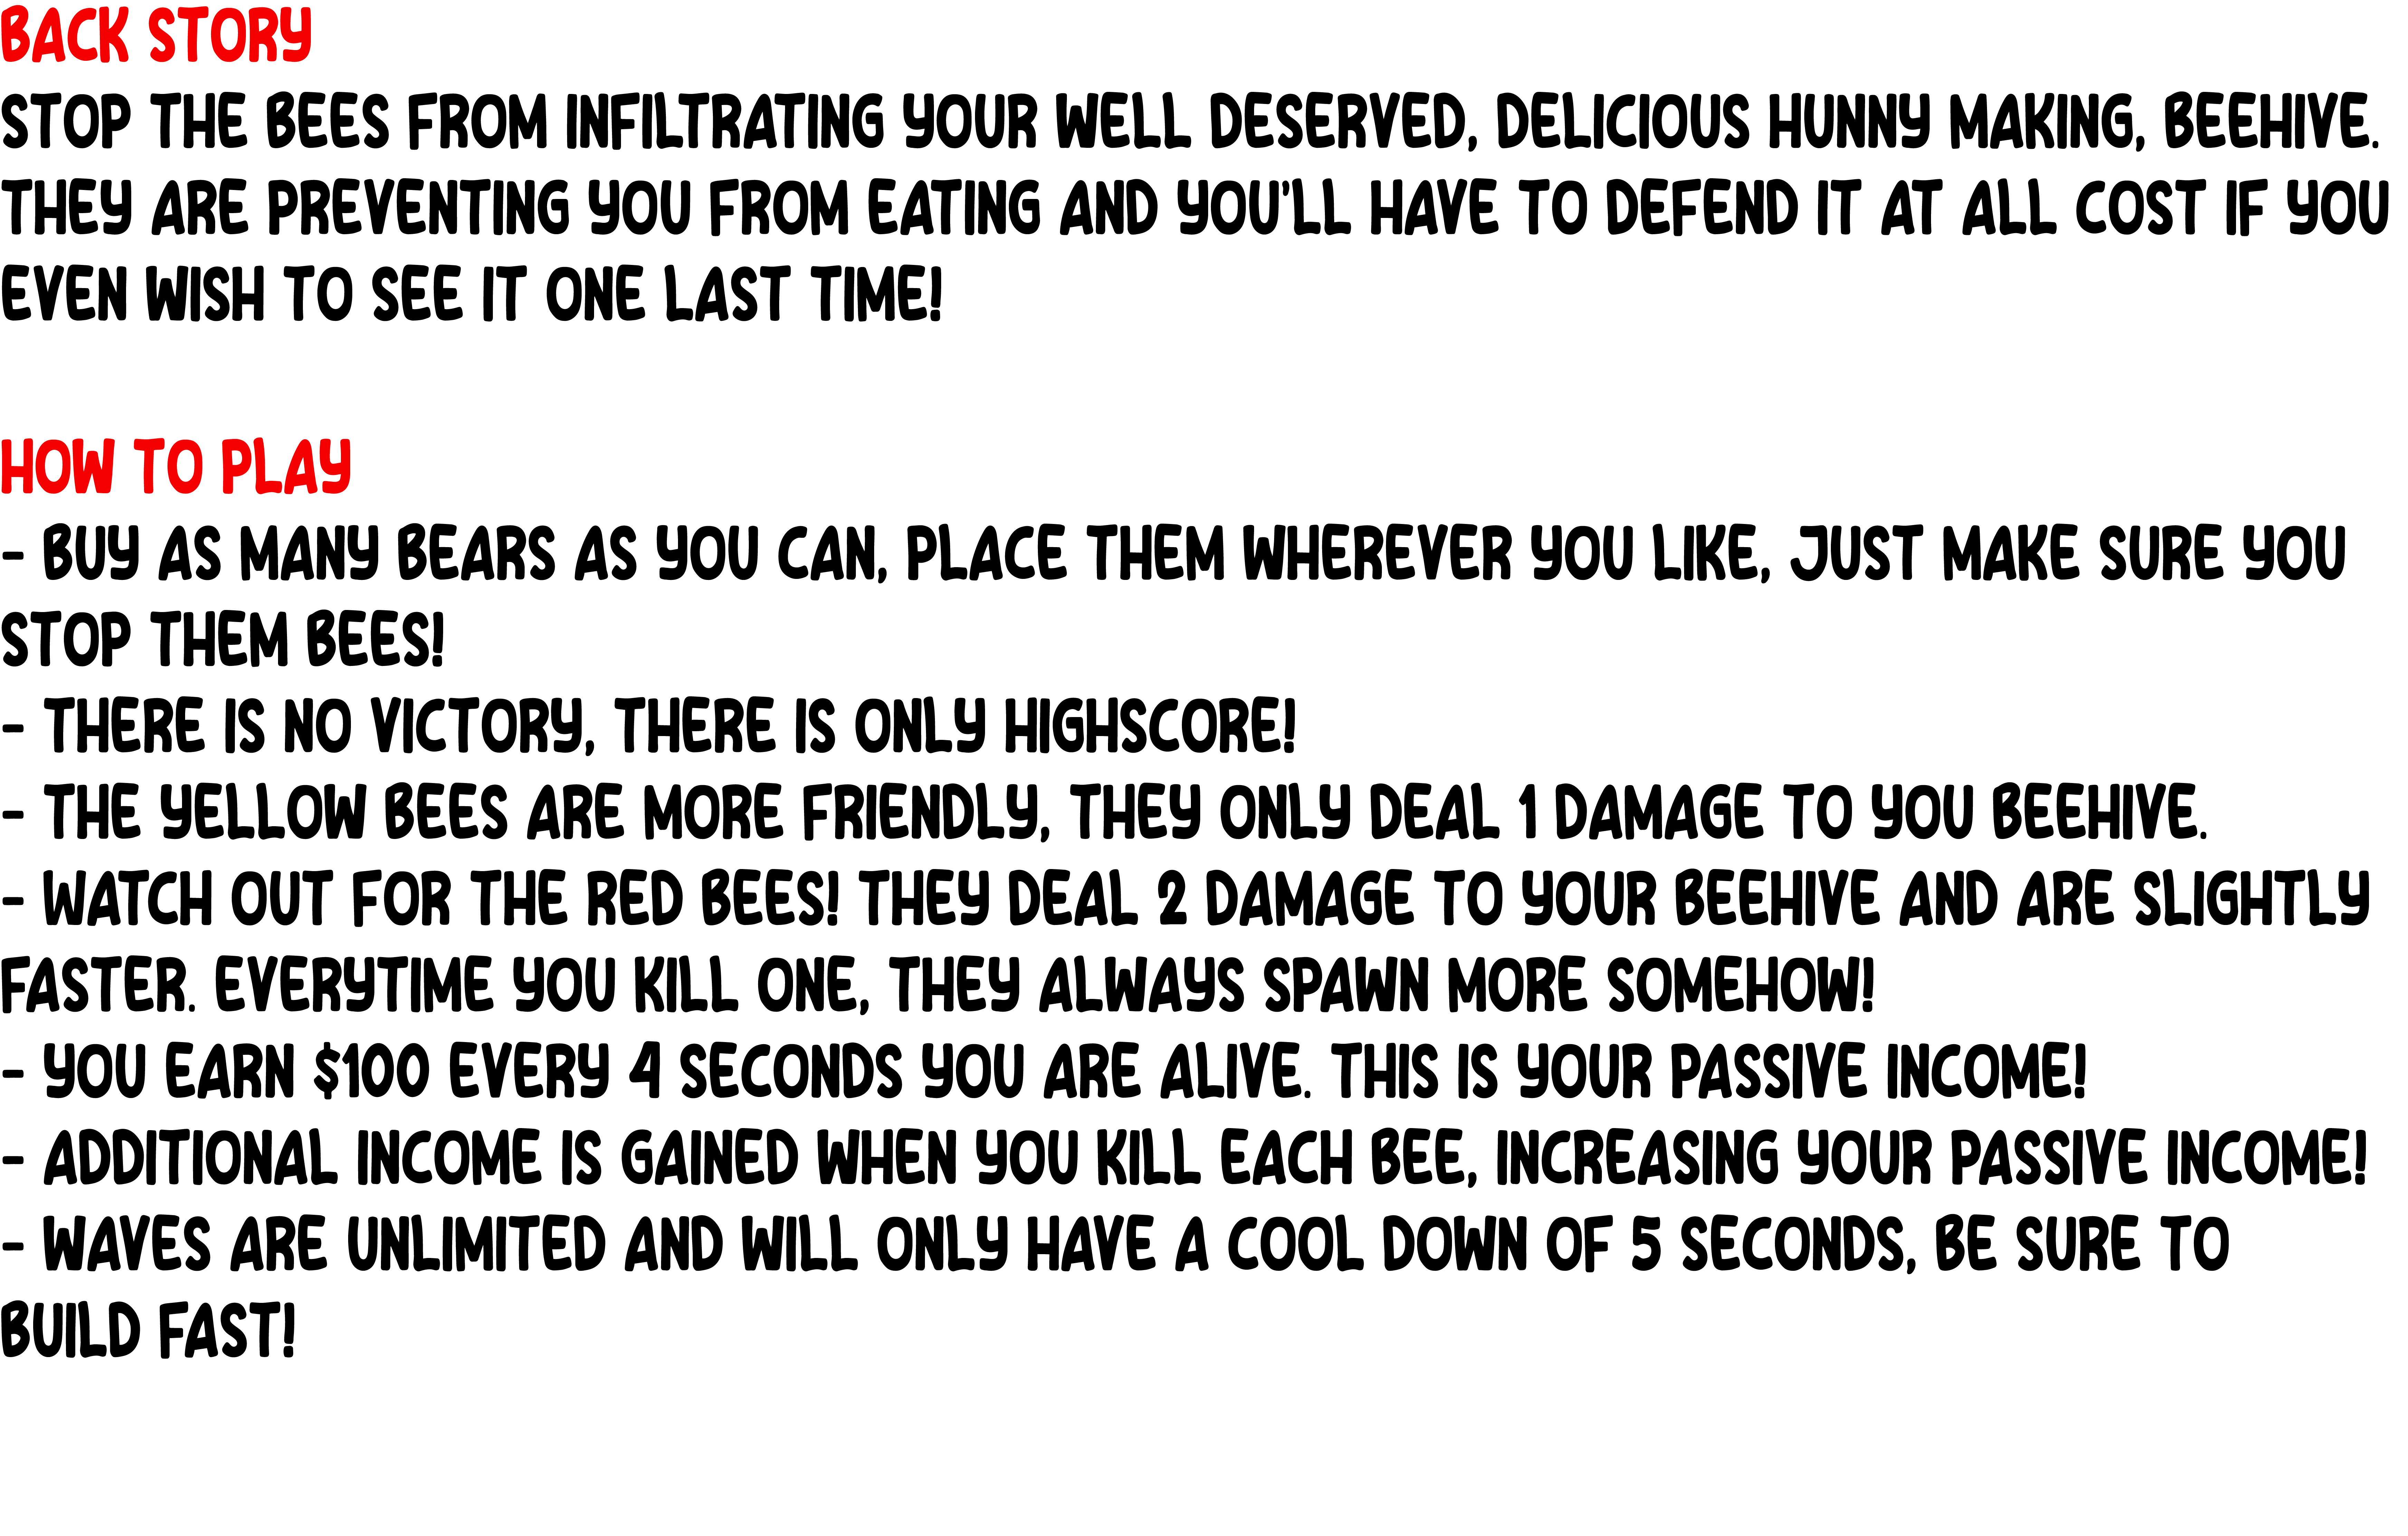 BACK STORY
STOP THE BEES FROM INFILTRATING YOUR WELL DESERVED, DELICIOUS HUNNY MAKING, BEEHIVE.
THEY ARE PREVENTING YOU FROM EATING AND YOU'LL HAVE TO DEFEND IT AT ALL COST IF YOU
EVEN WISH TO SEE IT ONE LAST TIME!
HOW TO PLAY
- BUY AS MANY BEARS AS YOU CAN, PLACE THEM WHEREVER YOU LIKE, JUST MAKE SURE YOU
STOP THEM BEES!
- THERE IS NO VICTORY, THERE IS ONLY HIGHSCORE!
- THE YELLOW BEES ARE MORE FRIENDLY, THEY ONLY DEAL 1 DAMAGE TO YOU BEEHIVE.
- WATCH OUT FOR THE RED BEES! THEY DEAL 2 DAMAGE TO YOUR BEEHIVE AND ARE SLIGHTLY
FASTER. EVERYTIME YOU KILL ONE, THEY ALWAYS SPAWN MORE SOMEHOW!
- YOU EARN $100 EVERY 4 SECONDS YOU ARE ALIVE. THIS IS YOUR PASSIVE INCOME!
- ADDITIONAL INCOME IS GAINED WHEN YOU KILL EACH BEE, INCREASING YOUR PASSIVE INCOME!
- WAVES ARE UNLIMITED AND WILL ONLY HAVE A COOL DOWN OF 5 SECONDS, BE SURE TO
BUILD FAST!